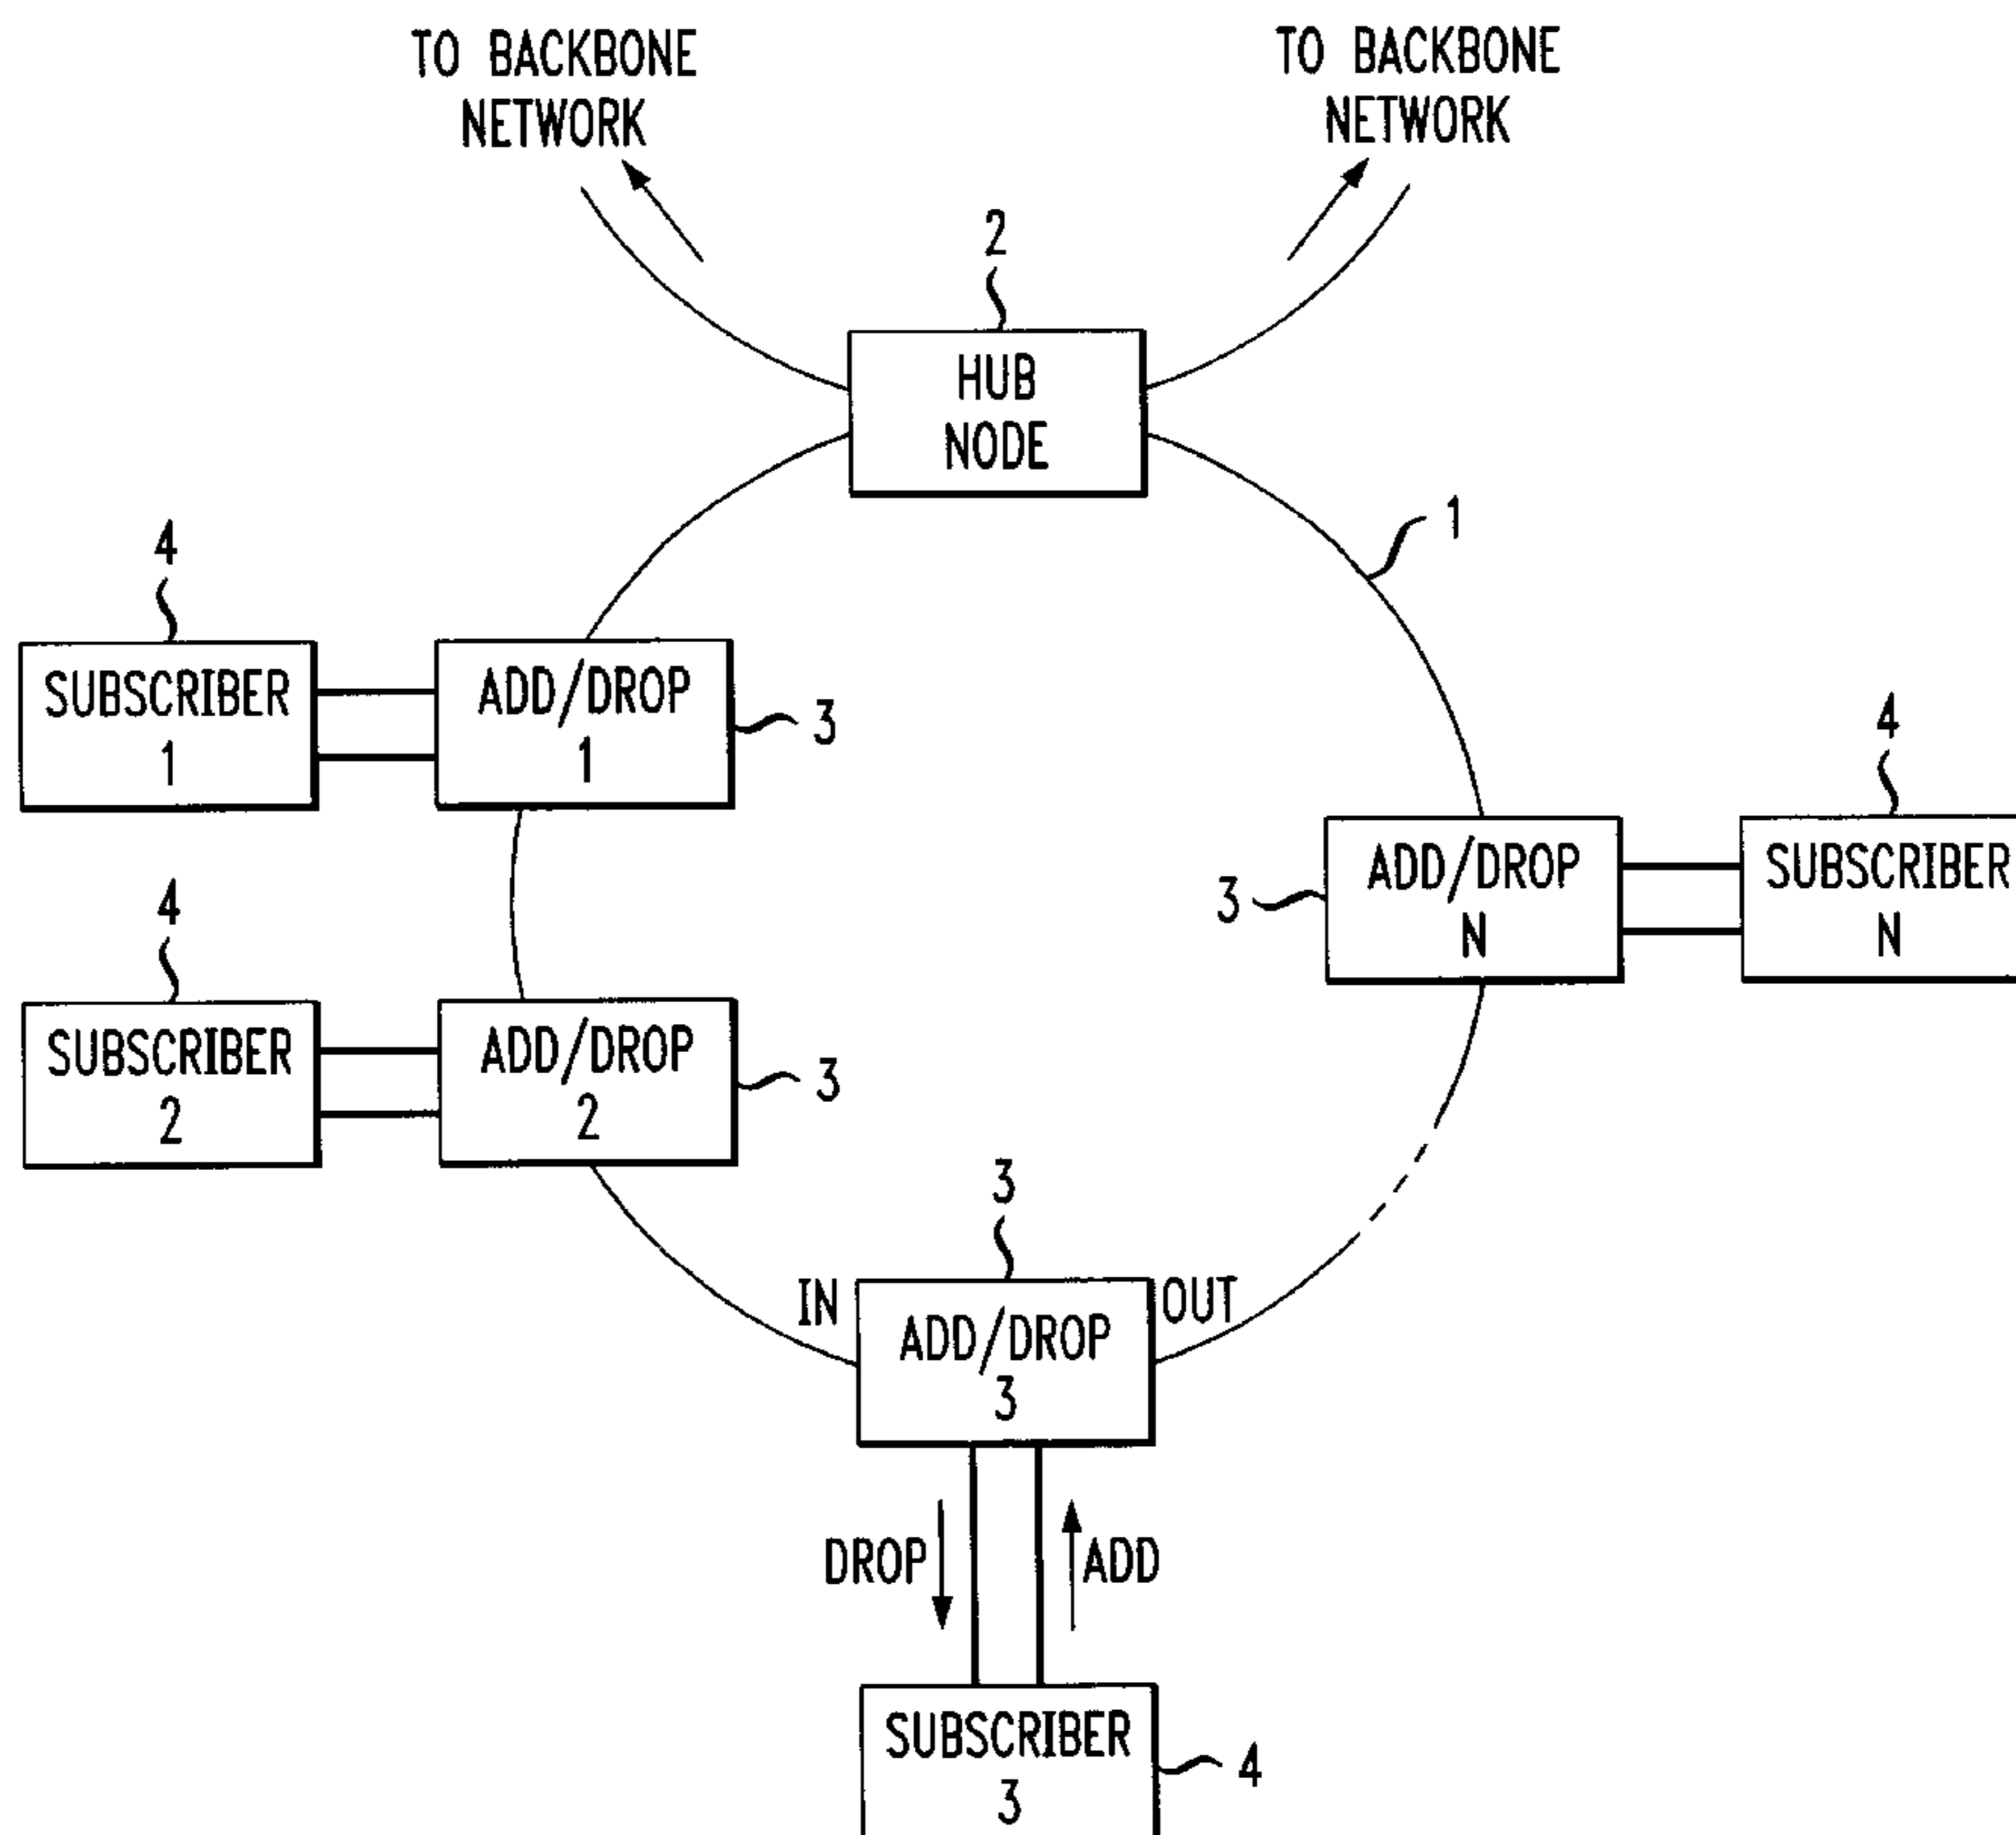 TO BACKBONE
NETWORK
TO BACKBONE
NETWORK
2
HUB
NODE
1
4
SUBSCRIBER
1
ADD/DROP
1
3
4
SUBSCRIBER
N
ADD/DROP
N
3
4
SUBSCRIBER
2
ADD/DROP
2
3
3
IN
ADD/DROP
3
OUT
DROP
ADD
SUBSCRIBER
3
4